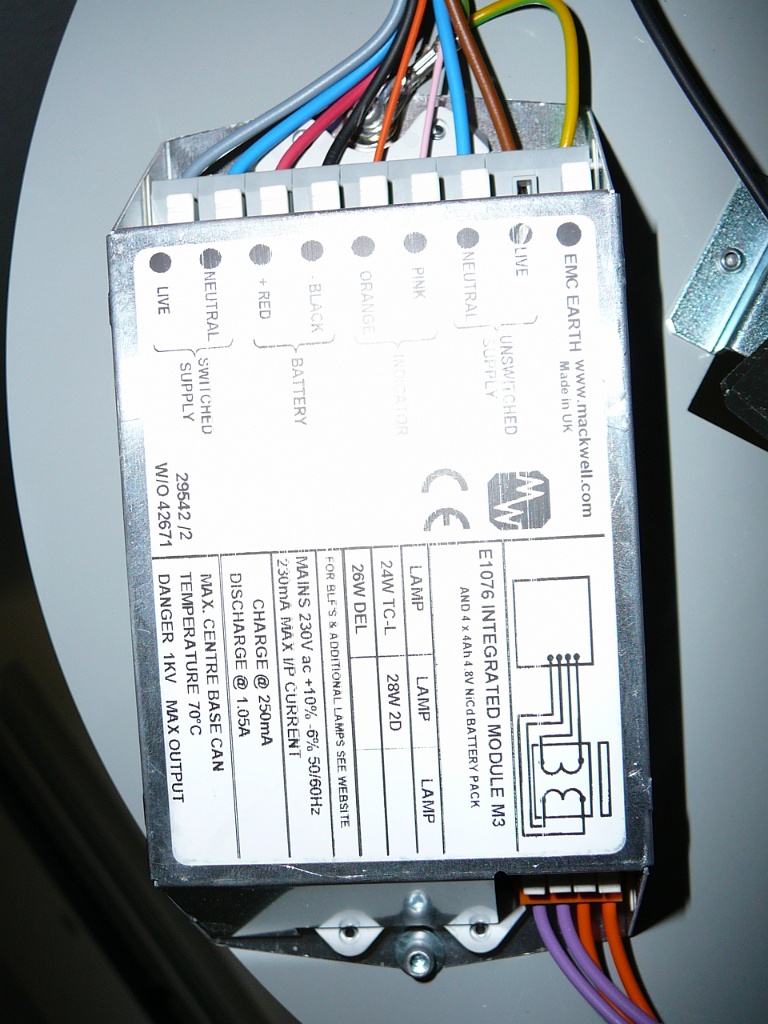 EMC EARTH
LIVE
NEUTRAL
UNSWITCHED
SUPPLY
PINK
ORANGE
INDICATOR
- BLACK
+ RED
BATTERY
NEUTRAL
LIVE
SWITCHED
SUPPLY
www.mackwell.com
Made in UK
MW
CE
29542 /2
W/O 42671
E1076 INTEGRATED MODULE M3
AND 4 x 4Ah 4.8V NiCd BATTERY PACK
LAMP LAMP LAMP
24W TC-L 28W 2D
26W DEL
FOR BLF'S & ADDITIONAL LAMPS SEE WEBSITE
MAINS 230V ac +10% -6% 50/60Hz
230mA MAX I/P CURRENT
CHARGE @ 250mA
DISCHARGE @ 1.05A
MAX. CENTRE BASE CAN
TEMPERATURE 70°C
DANGER 1KV MAX OUTPUT